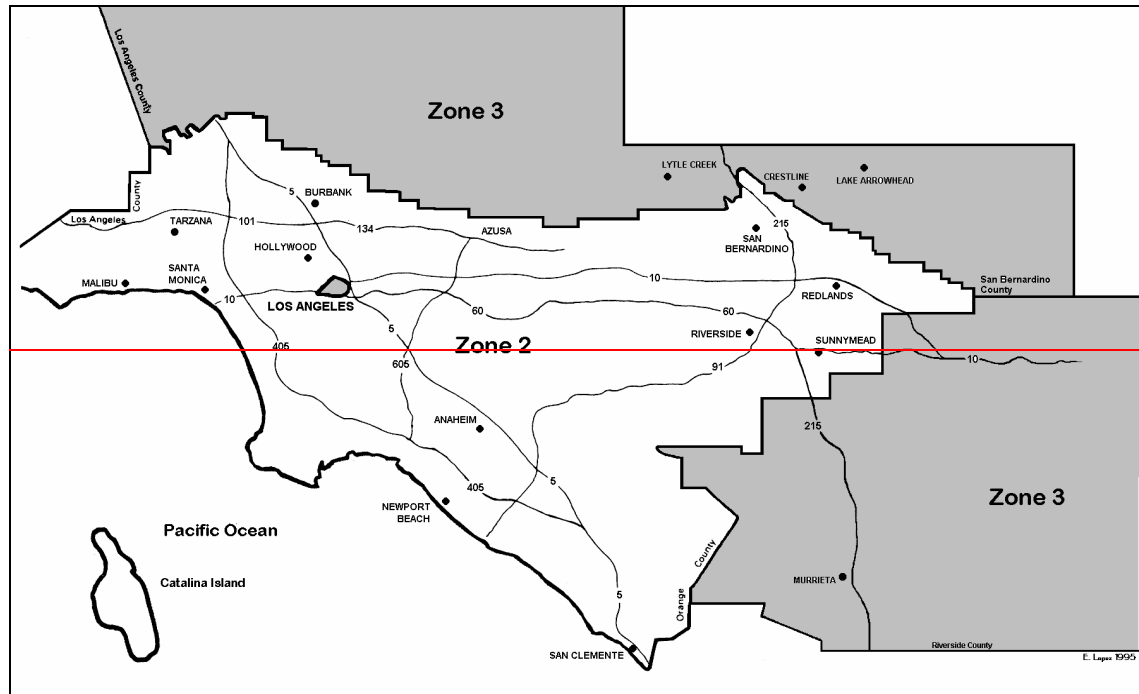 Los Angeles County
Zone 3
LYTLE CREEK
CRESTLINE
LAKE ARROWHEAD
County
Los Angeles
5
BURBANK
TARZANA
101
134
AZUSA
215
SAN
BERNARDINO
HOLLYWOOD
MALIBU
SANTA
MONICA
10
LOS ANGELES
10
60
REDLANDS
San Bernardino
County
60
RIVERSIDE
SUNNYMEAD
5
405
Zone 2
605
91
10
ANAHEIM
215
405
5
NEWPORT
BEACH
Zone 3
Pacific Ocean
Catalina Island
Orange
County
MURRIETA
5
SAN CLEMENTE
Riverside County
E. Lopez 1995